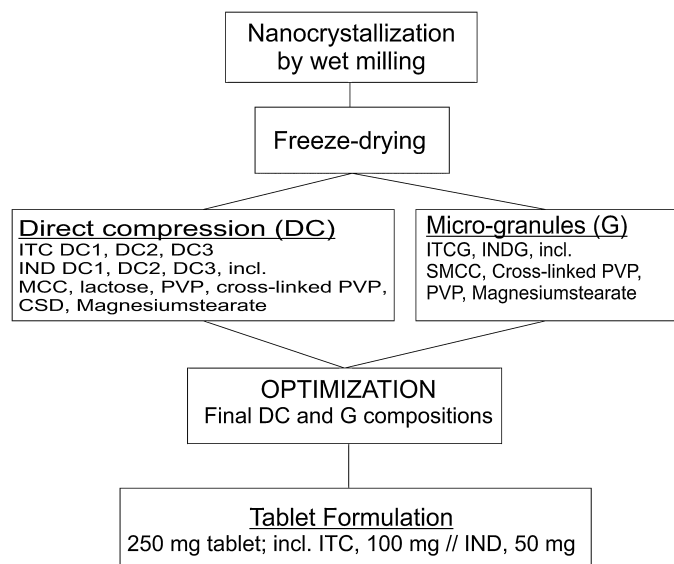 Nanocrystallization
by wet milling
Freeze-drying
Direct compression (DC)
ITC DC1, DC2, DC3
IND DC1, DC2, DC3, incl.
MCC, lactose, PVP, cross-linked PVP,
CSD, Magnesiumstearate
Micro-granules (G)
ITCG, INDG, incl.
SMCC, Cross-linked PVP,
PVP, Magnesiumstearate
OPTIMIZATION
Final DC and G compositions
Tablet Formulation
250 mg tablet; incl. ITC, 100 mg // IND, 50 mg